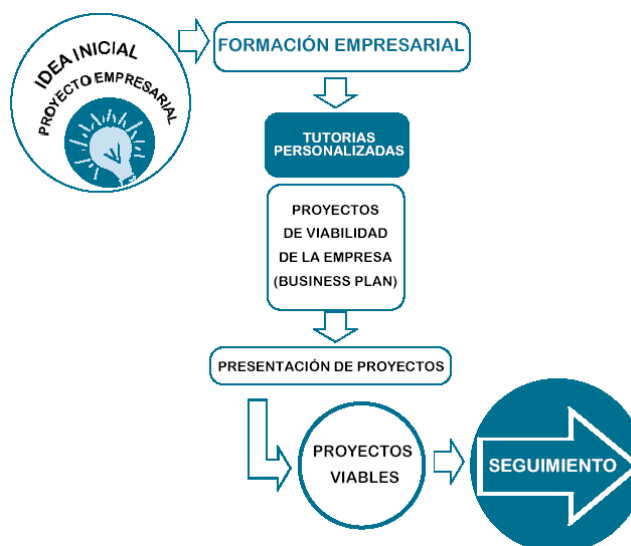 IDEA INICIAL
PROYECTO EMPRESARIAL
FORMACIÓN EMPRESARIAL
TUTORIAS
PERSONALIZADAS
PROYECTOS
DE VIABILIDAD
DE LA EMPRESA
(BUSINESS PLAN)
PRESENTACIÓN DE PROYECTOS
PROYECTOS
VIABLES
SEGUIMIENTO